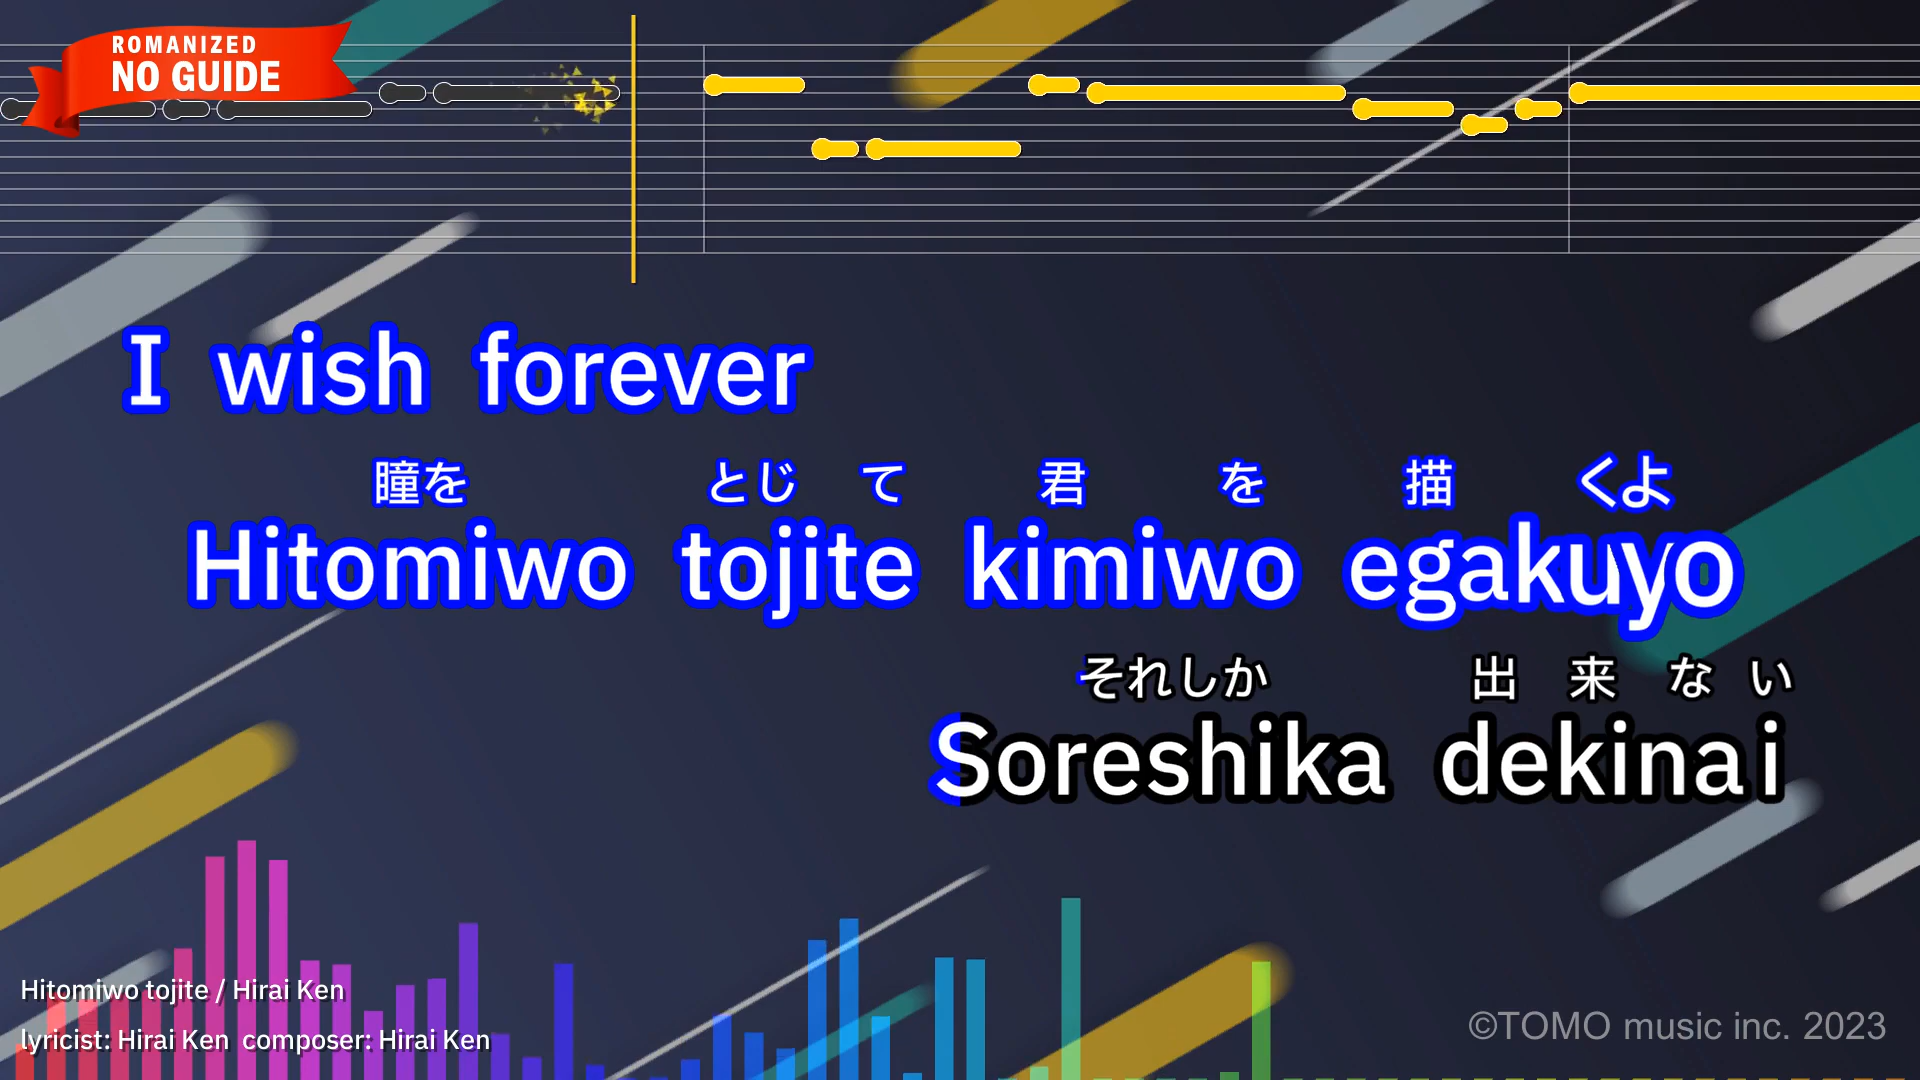 ROMANIZED
NO GUIDE
I wish forever
瞳を とじ て 君 を 描 くよ
Hitomiwo tojite kimiwo egakuyo
それしか 出 来 な い
Soreshika dekinai
Hitomiwo tojite / Hirai Ken
lyricist: Hirai Ken composer: Hirai Ken
©TOMO music inc. 2023